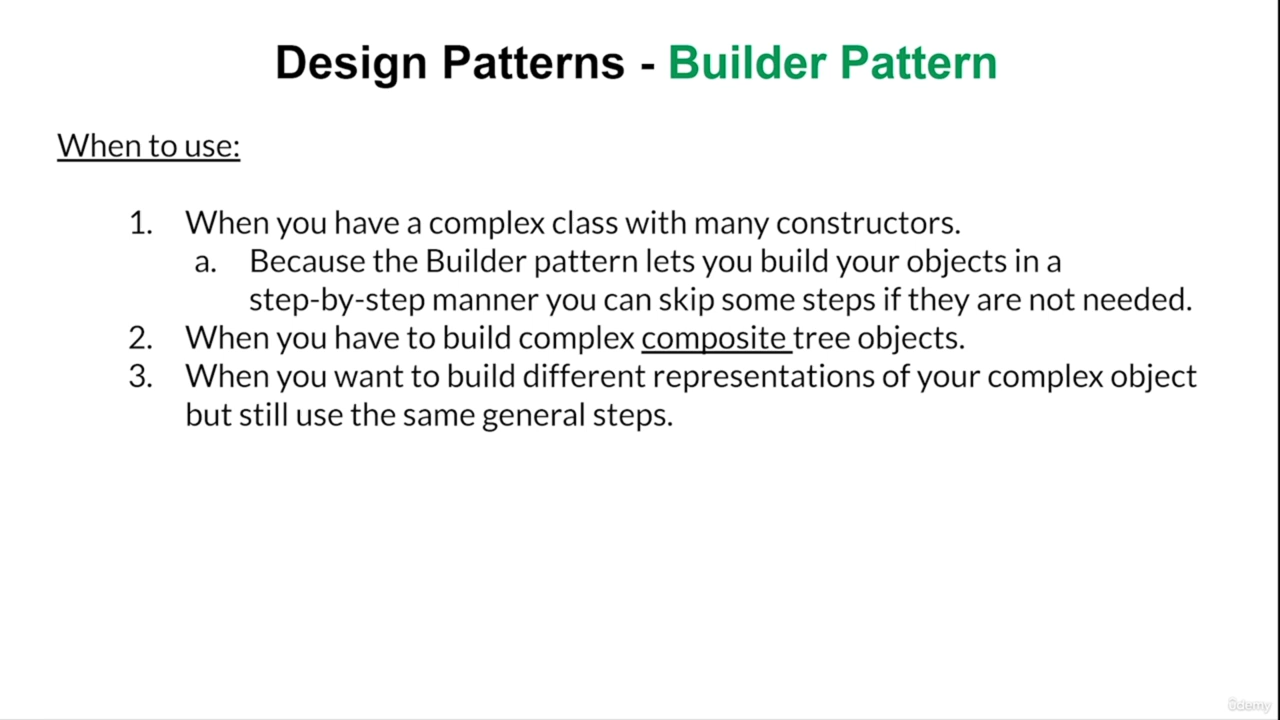 Design Patterns - Builder Pattern
When to use:
1. When you have a complex class with many constructors.
a. Because the Builder pattern lets you build your objects in a
step-by-step manner you can skip some steps if they are not needed.
2. When you have to build complex composite tree objects.
3. When you want to build different representations of your complex object
but still use the same general steps.
ûdemy